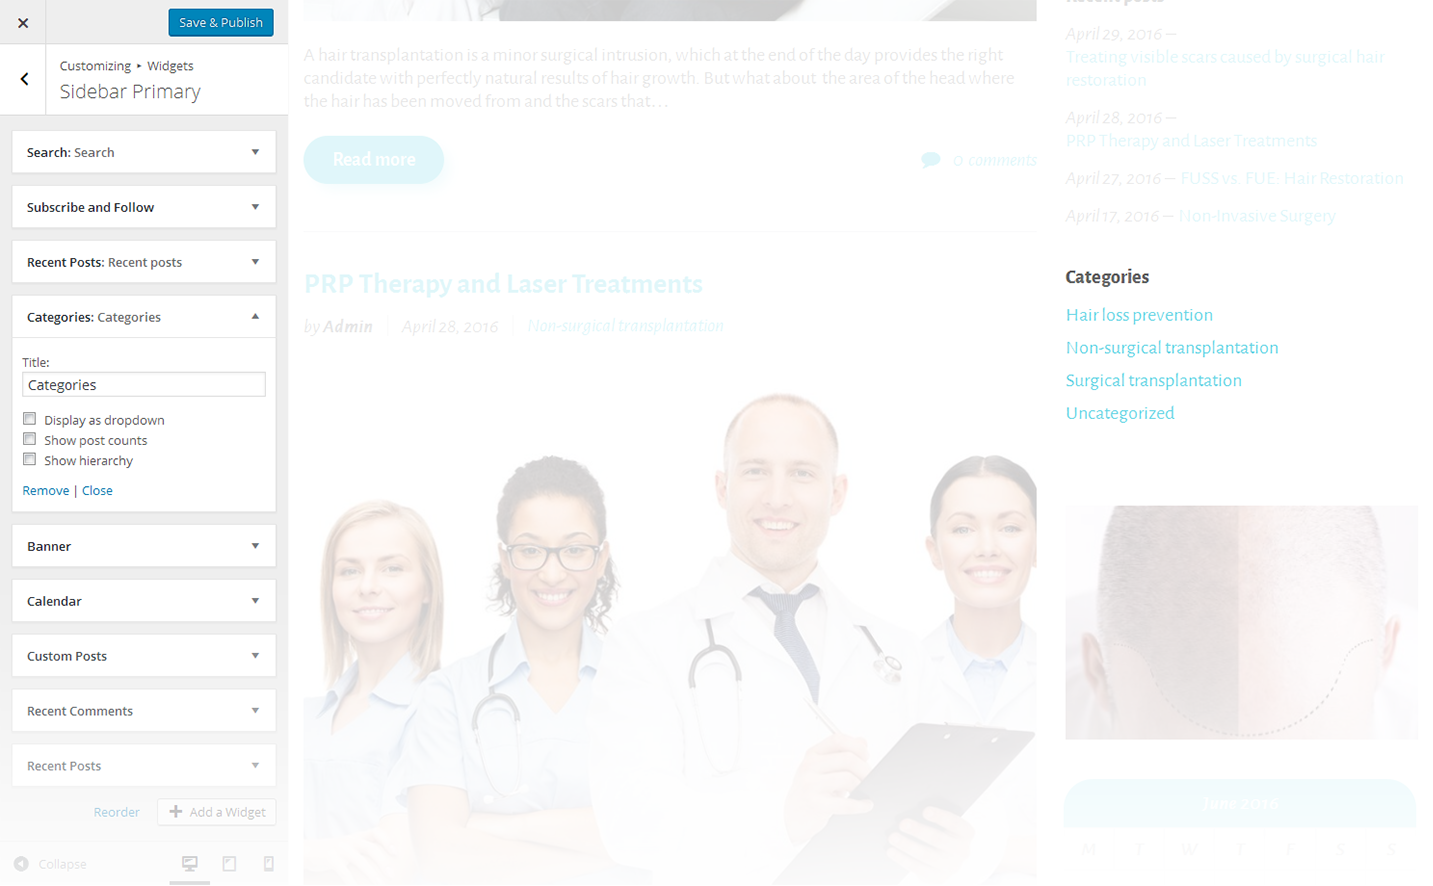 Save & Publish
Customizing ▸ Widgets
Sidebar Primary
Search: Search
Subscribe and Follow
Recent Posts: Recent posts
Categories: Categories
Title:
Categories
Display as dropdown
Show post counts
Show hierarchy
Remove | Close
Banner
Calendar
Custom Posts
Recent Comments
Recent Posts
Reorder
Add a Widget
Collapse
A hair transplantation is a minor surgical intrusion, which at the end of the day provides the right
candidate with perfectly natural results of hair growth. But what about the area of the head where
the hair has been moved from and the scars that…
Read more
0 comments
PRP Therapy and Laser Treatments
by Admin
April 28, 2016
Non-surgical transplantation
Recent posts
April 29, 2016 –
Treating visible scars caused by surgical hair
restoration
April 28, 2016 –
PRP Therapy and Laser Treatments
April 27, 2016 – FUSS vs. FUE: Hair Restoration
April 17, 2016 – Non-Invasive Surgery
Categories
Hair loss prevention
Non-surgical transplantation
Surgical transplantation
Uncategorized
June 2016
M T W T F S S